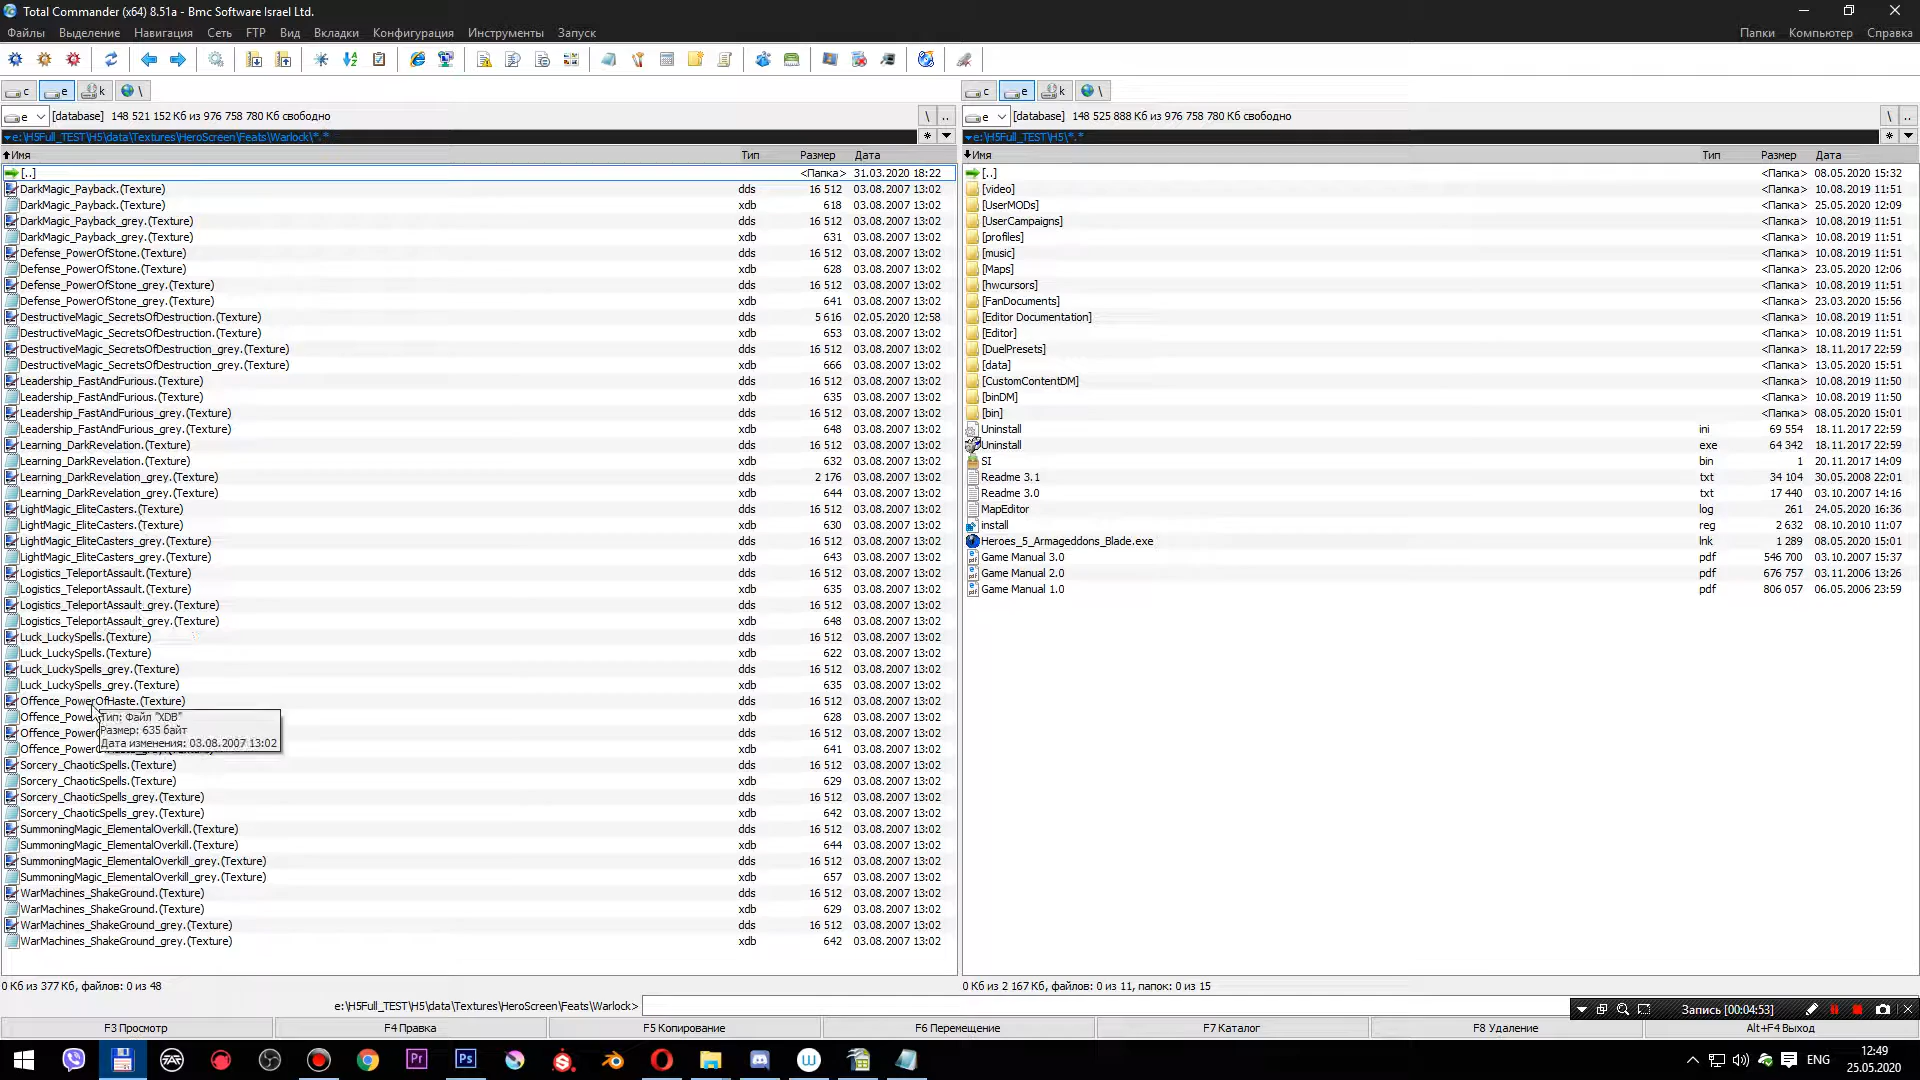 Total Commander (x64) 8.51a - Bmc Software Israel Ltd.
Файлы Выделение Навигация Сеть FTP Вид Вкладки Конфигурация Инструменты Запуск Папки Компьютер Справка
c e k \ c e k \
e [database] 148 521 152 Кб из 976 758 780 Кб свободно \ ..
e:\H5Full_TEST\H5\data\Textures\HeroScreen\Feats\Warlock\*.* *
Имя Тип Размер Дата
[..] <Папка> 31.03.2020 18:22
DarkMagic_Payback.(Texture) dds 16 512 03.08.2007 13:02
DarkMagic_Payback.(Texture) xdb 618 03.08.2007 13:02
DarkMagic_Payback_grey.(Texture) dds 16 512 03.08.2007 13:02
DarkMagic_Payback_grey.(Texture) xdb 631 03.08.2007 13:02
Defense_PowerOfStone.(Texture) dds 16 512 03.08.2007 13:02
Defense_PowerOfStone.(Texture) xdb 628 03.08.2007 13:02
Defense_PowerOfStone_grey.(Texture) dds 16 512 03.08.2007 13:02
Defense_PowerOfStone_grey.(Texture) xdb 641 03.08.2007 13:02
DestructiveMagic_SecretsOfDestruction.(Texture) dds 5 616 02.05.2020 12:58
DestructiveMagic_SecretsOfDestruction.(Texture) xdb 653 03.08.2007 13:02
DestructiveMagic_SecretsOfDestruction_grey.(Texture) dds 16 512 03.08.2007 13:02
DestructiveMagic_SecretsOfDestruction_grey.(Texture) xdb 666 03.08.2007 13:02
Leadership_FastAndFurious.(Texture) dds 16 512 03.08.2007 13:02
Leadership_FastAndFurious.(Texture) xdb 635 03.08.2007 13:02
Leadership_FastAndFurious_grey.(Texture) dds 16 512 03.08.2007 13:02
Leadership_FastAndFurious_grey.(Texture) xdb 648 03.08.2007 13:02
Learning_DarkRevelation.(Texture) dds 16 512 03.08.2007 13:02
Learning_DarkRevelation.(Texture) xdb 632 03.08.2007 13:02
Learning_DarkRevelation_grey.(Texture) dds 2 176 03.08.2007 13:02
Learning_DarkRevelation_grey.(Texture) xdb 644 03.08.2007 13:02
LightMagic_EliteCasters.(Texture) dds 16 512 03.08.2007 13:02
LightMagic_EliteCasters.(Texture) xdb 630 03.08.2007 13:02
LightMagic_EliteCasters_grey.(Texture) dds 16 512 03.08.2007 13:02
LightMagic_EliteCasters_grey.(Texture) xdb 643 03.08.2007 13:02
Logistics_TeleportAssault.(Texture) dds 16 512 03.08.2007 13:02
Logistics_TeleportAssault.(Texture) xdb 635 03.08.2007 13:02
Logistics_TeleportAssault_grey.(Texture) dds 16 512 03.08.2007 13:02
Logistics_TeleportAssault_grey.(Texture) xdb 648 03.08.2007 13:02
Luck_LuckySpells.(Texture) dds 16 512 03.08.2007 13:02
Luck_LuckySpells.(Texture) xdb 622 03.08.2007 13:02
Luck_LuckySpells_grey.(Texture) dds 16 512 03.08.2007 13:02
Luck_LuckySpells_grey.(Texture) xdb 635 03.08.2007 13:02
Offence_PowerOfHaste.(Texture) dds 16 512 03.08.2007 13:02
Offence_Powe xdb 628 03.08.2007 13:02
Offence_Power dds 16 512 03.08.2007 13:02
Offence_Power xdb 641 03.08.2007 13:02
Тип: Файл "XDB"
Размер: 635 байт
Дата изменения: 03.08.2007 13:02
Sorcery_ChaoticSpells.(Texture) dds 16 512 03.08.2007 13:02
Sorcery_ChaoticSpells.(Texture) xdb 629 03.08.2007 13:02
Sorcery_ChaoticSpells_grey.(Texture) dds 16 512 03.08.2007 13:02
Sorcery_ChaoticSpells_grey.(Texture) xdb 642 03.08.2007 13:02
SummoningMagic_ElementalOverkill.(Texture) dds 16 512 03.08.2007 13:02
SummoningMagic_ElementalOverkill.(Texture) xdb 644 03.08.2007 13:02
SummoningMagic_ElementalOverkill_grey.(Texture) dds 16 512 03.08.2007 13:02
SummoningMagic_ElementalOverkill_grey.(Texture) xdb 657 03.08.2007 13:02
WarMachines_ShakeGround.(Texture) dds 16 512 03.08.2007 13:02
WarMachines_ShakeGround.(Texture) xdb 629 03.08.2007 13:02
WarMachines_ShakeGround_grey.(Texture) dds 16 512 03.08.2007 13:02
WarMachines_ShakeGround_grey.(Texture) xdb 642 03.08.2007 13:02
0 Кб из 377 Кб, файлов: 0 из 48
e [database] 148 525 888 Кб из 976 758 780 Кб свободно \ ..
e:\H5Full_TEST\H5\*.* *
Имя Тип Размер Дата
[..] <Папка> 08.05.2020 15:32
[video] <Папка> 10.08.2019 11:51
[UserMODs] <Папка> 25.05.2020 12:09
[UserCampaigns] <Папка> 10.08.2019 11:51
[profiles] <Папка> 10.08.2019 11:51
[music] <Папка> 10.08.2019 11:51
[Maps] <Папка> 23.05.2020 12:06
[hwcursors] <Папка> 10.08.2019 11:51
[FanDocuments] <Папка> 23.03.2020 15:56
[Editor Documentation] <Папка> 10.08.2019 11:51
[Editor] <Папка> 10.08.2019 11:51
[DuelPresets] <Папка> 18.11.2017 22:59
[data] <Папка> 13.05.2020 15:51
[CustomContentDM] <Папка> 10.08.2019 11:50
[binDM] <Папка> 10.08.2019 11:50
[bin] <Папка> 08.05.2020 15:01
Uninstall ini 69 554 18.11.2017 22:59
Uninstall exe 64 342 18.11.2017 22:59
SI bin 1 20.11.2017 14:09
Readme 3.1 txt 34 104 30.05.2008 22:01
Readme 3.0 txt 17 440 03.10.2007 14:16
MapEditor log 261 24.05.2020 16:36
install reg 2 632 08.10.2010 11:07
Heroes_5_Armageddons_Blade.exe lnk 1 289 08.05.2020 15:01
Game Manual 3.0 pdf 546 700 03.10.2007 15:37
Game Manual 2.0 pdf 676 757 03.11.2006 13:26
Game Manual 1.0 pdf 806 057 06.05.2006 23:59
0 Кб из 2 167 Кб, файлов: 0 из 11, папок: 0 из 15
e:\H5Full_TEST\H5\data\Textures\HeroScreen\Feats\Warlock>
Запись [00:04:53]
F3 Просмотр F4 Правка F5 Копирование F6 Перемещение F7 Каталог F8 Удаление Alt+F4 Выход
Pr Ps ENG
12:49
25.05.2020